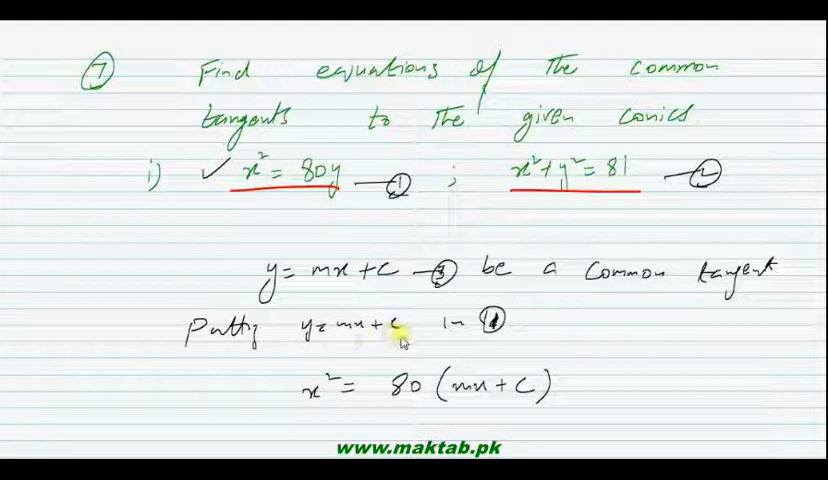 7 Find equations of the common
tangents to the given conics
i) ✓ x² = 80y — 1 ; x² + y² = 81 — 2
y = mx + c — 3 be a common tangent
Putting y = mx + c in 1
x² = 80 (mx + c)
www.maktab.pk